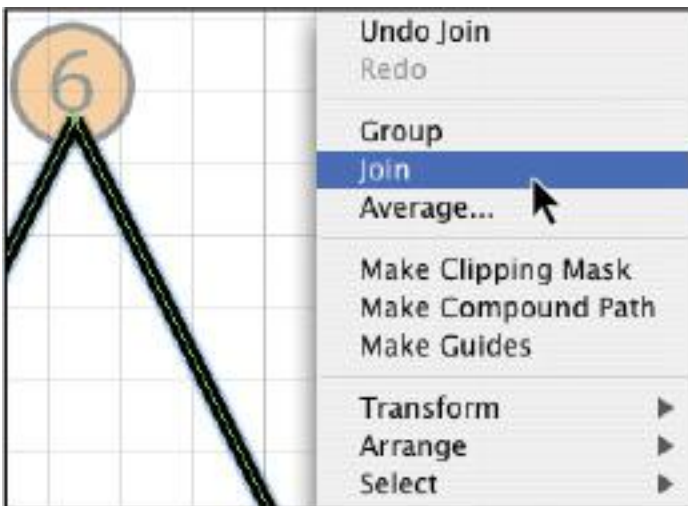 6
Undo Join
Redo
Group
Join
Average...
Make Clipping Mask
Make Compound Path
Make Guides
Transform
Arrange
Select